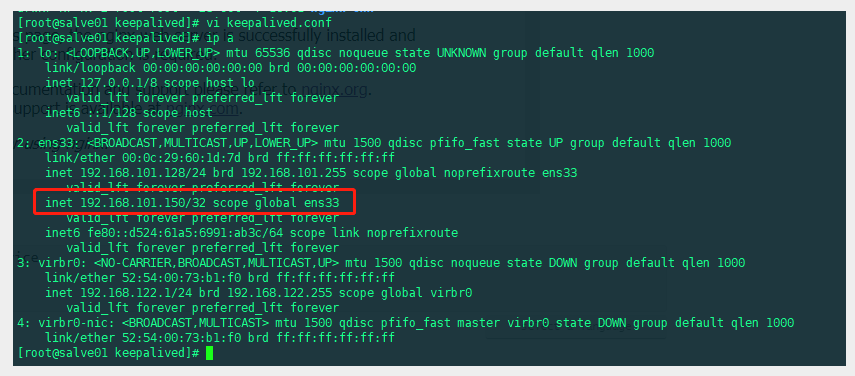 [root@salve01 keepalived]# vi keepalived.conf
[root@salve01 keepalived]# ip a
1: lo: <LOOPBACK,UP,LOWER_UP> mtu 65536 qdisc noqueue state UNKNOWN group default qlen 1000
link/loopback 00:00:00:00:00:00 brd 00:00:00:00:00:00
inet 127.0.0.1/8 scope host lo
valid_lft forever preferred_lft forever
inet6 ::1/128 scope host
valid_lft forever preferred_lft forever
2: ens33: <BROADCAST,MULTICAST,UP,LOWER_UP> mtu 1500 qdisc pfifo_fast state UP group default qlen 1000
link/ether 00:0c:29:60:1d:7d brd ff:ff:ff:ff:ff:ff
inet 192.168.101.128/24 brd 192.168.101.255 scope global noprefixroute ens33
valid_lft forever preferred_lft forever
inet 192.168.101.150/32 scope global ens33
valid_lft forever preferred_lft forever
inet6 fe80::d524:61a5:6991:ab3c/64 scope link noprefixroute
valid_lft forever preferred_lft forever
3: virbr0: <NO-CARRIER,BROADCAST,MULTICAST,UP> mtu 1500 qdisc noqueue state DOWN group default qlen 1000
link/ether 52:54:00:73:b1:f0 brd ff:ff:ff:ff:ff:ff
inet 192.168.122.1/24 brd 192.168.122.255 scope global virbr0
valid_lft forever preferred_lft forever
4: virbr0-nic: <BROADCAST,MULTICAST> mtu 1500 qdisc pfifo_fast master virbr0 state DOWN group default qlen 1000
link/ether 52:54:00:73:b1:f0 brd ff:ff:ff:ff:ff:ff
[root@salve01 keepalived]#